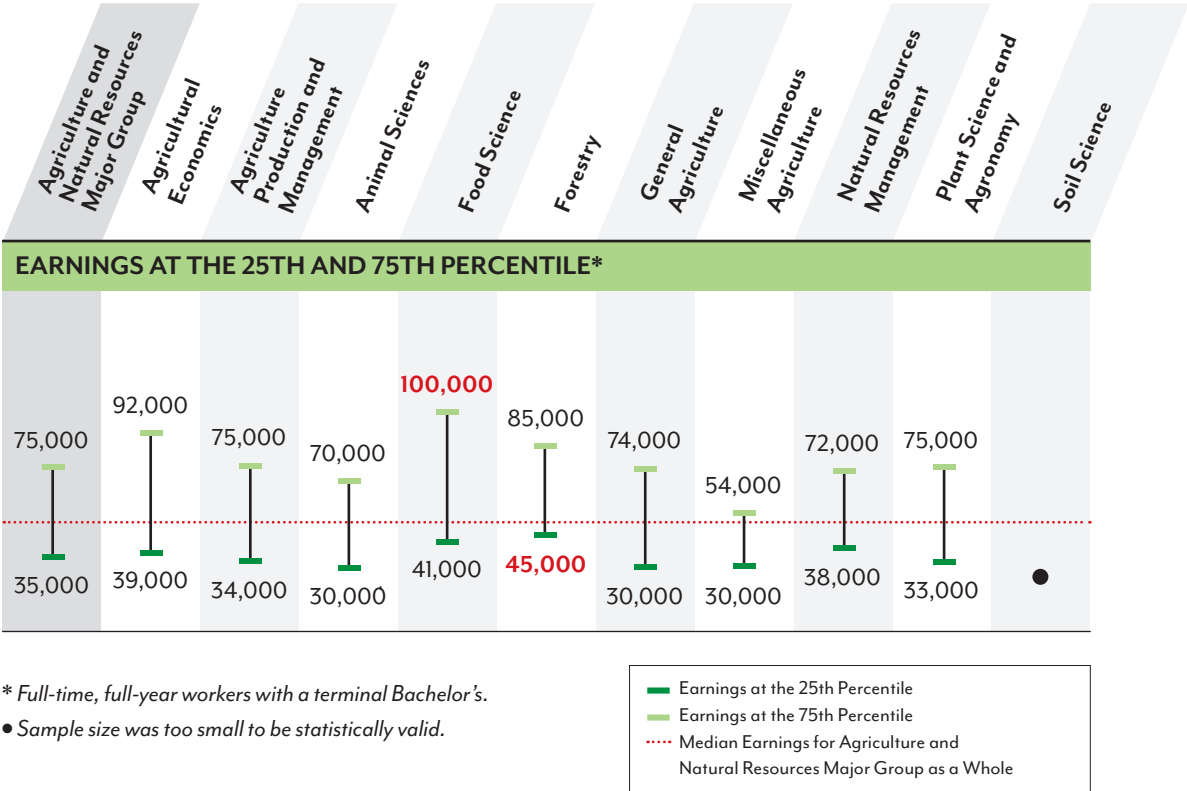 Agriculture and
Natural Resources
Major Group
Agricultural
Economics
Agriculture
Production and
Management
Animal Sciences
Food Science
Forestry
General
Agriculture
Miscellaneous
Agriculture
Natural Resources
Management
Plant Science and
Agronomy
Soil Science
EARNINGS AT THE 25TH AND 75TH PERCENTILE*
75,000
35,000
92,000
39,000
75,000
34,000
70,000
30,000
100,000
41,000
85,000
45,000
74,000
30,000
54,000
30,000
72,000
38,000
75,000
33,000
* Full-time, full-year workers with a terminal Bachelor's.
● Sample size was too small to be statistically valid.
Earnings at the 25th Percentile
Earnings at the 75th Percentile
Median Earnings for Agriculture and
Natural Resources Major Group as a Whole